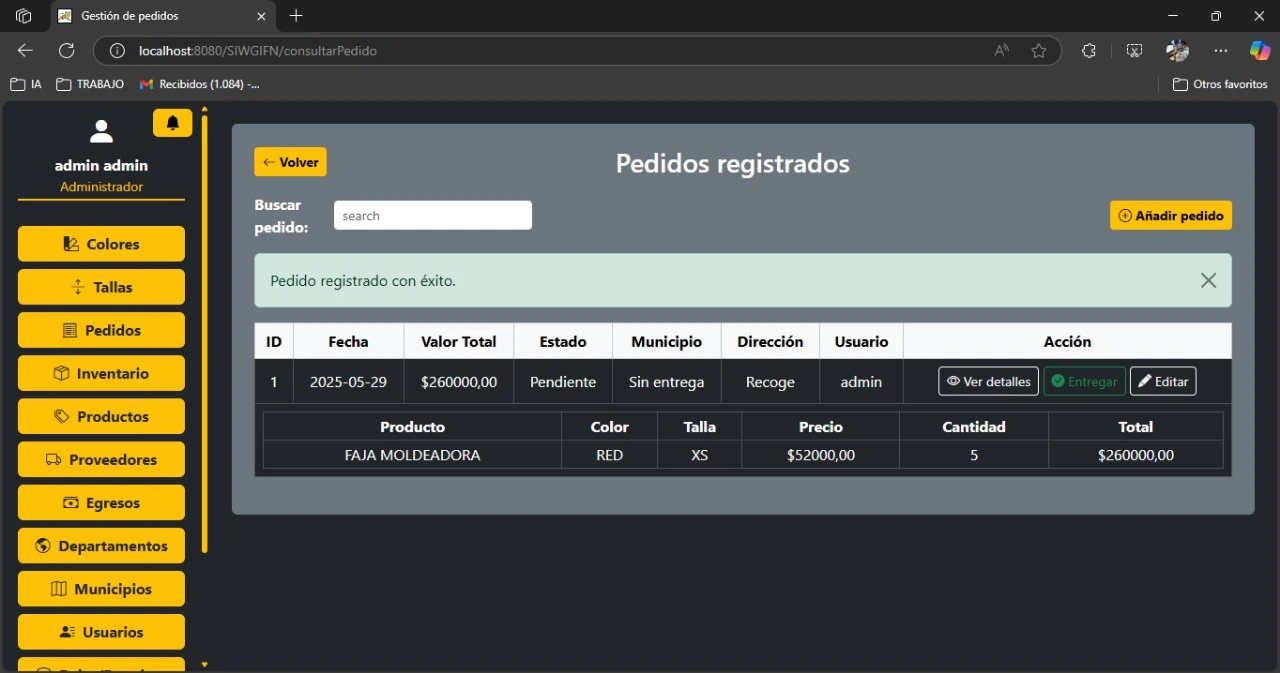 Gestión de pedidos
localhost:8080/SIWGIFN/consultarPedido
IA TRABAJO Recibidos (1.084) -... Otros favoritos
admin admin
Administrador
Colores
Tallas
Pedidos
Inventario
Productos
Proveedores
Egresos
Departamentos
Municipios
Usuarios
Volver
Pedidos registrados
Buscar
pedido:
search
Añadir pedido
Pedido registrado con éxito.
ID Fecha Valor Total Estado Municipio Dirección Usuario Acción
1 2025-05-29 $260000,00 Pendiente Sin entrega Recoge admin Ver detalles Entregar Editar
Producto Color Talla Precio Cantidad Total
FAJA MOLDEADORA RED XS $52000,00 5 $260000,00